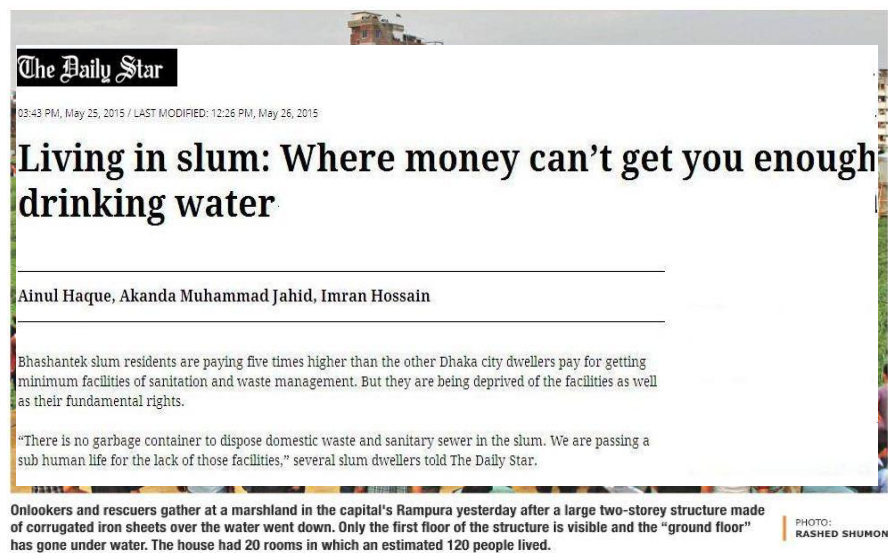 The Daily Star
03:43 PM, May 25, 2015 / LAST MODIFIED: 12:26 PM, May 26, 2015
Living in slum: Where money can’t get you enough
drinking water
Ainul Haque, Akanda Muhammad Jahid, Imran Hossain
Bhashantek slum residents are paying five times higher than the other Dhaka city dwellers pay for getting
minimum facilities of sanitation and waste management. But they are being deprived of the facilities as well
as their fundamental rights.
“There is no garbage container to dispose domestic waste and sanitary sewer in the slum. We are passing a
sub human life for the lack of those facilities,” several slum dwellers told The Daily Star.
Onlookers and rescuers gather at a marshland in the capital's Rampura yesterday after a large two-storey structure made
of corrugated iron sheets over the water went down. Only the first floor of the structure is visible and the “ground floor”
has gone under water. The house had 20 rooms in which an estimated 120 people lived.
PHOTO:
RASHED SHUMON